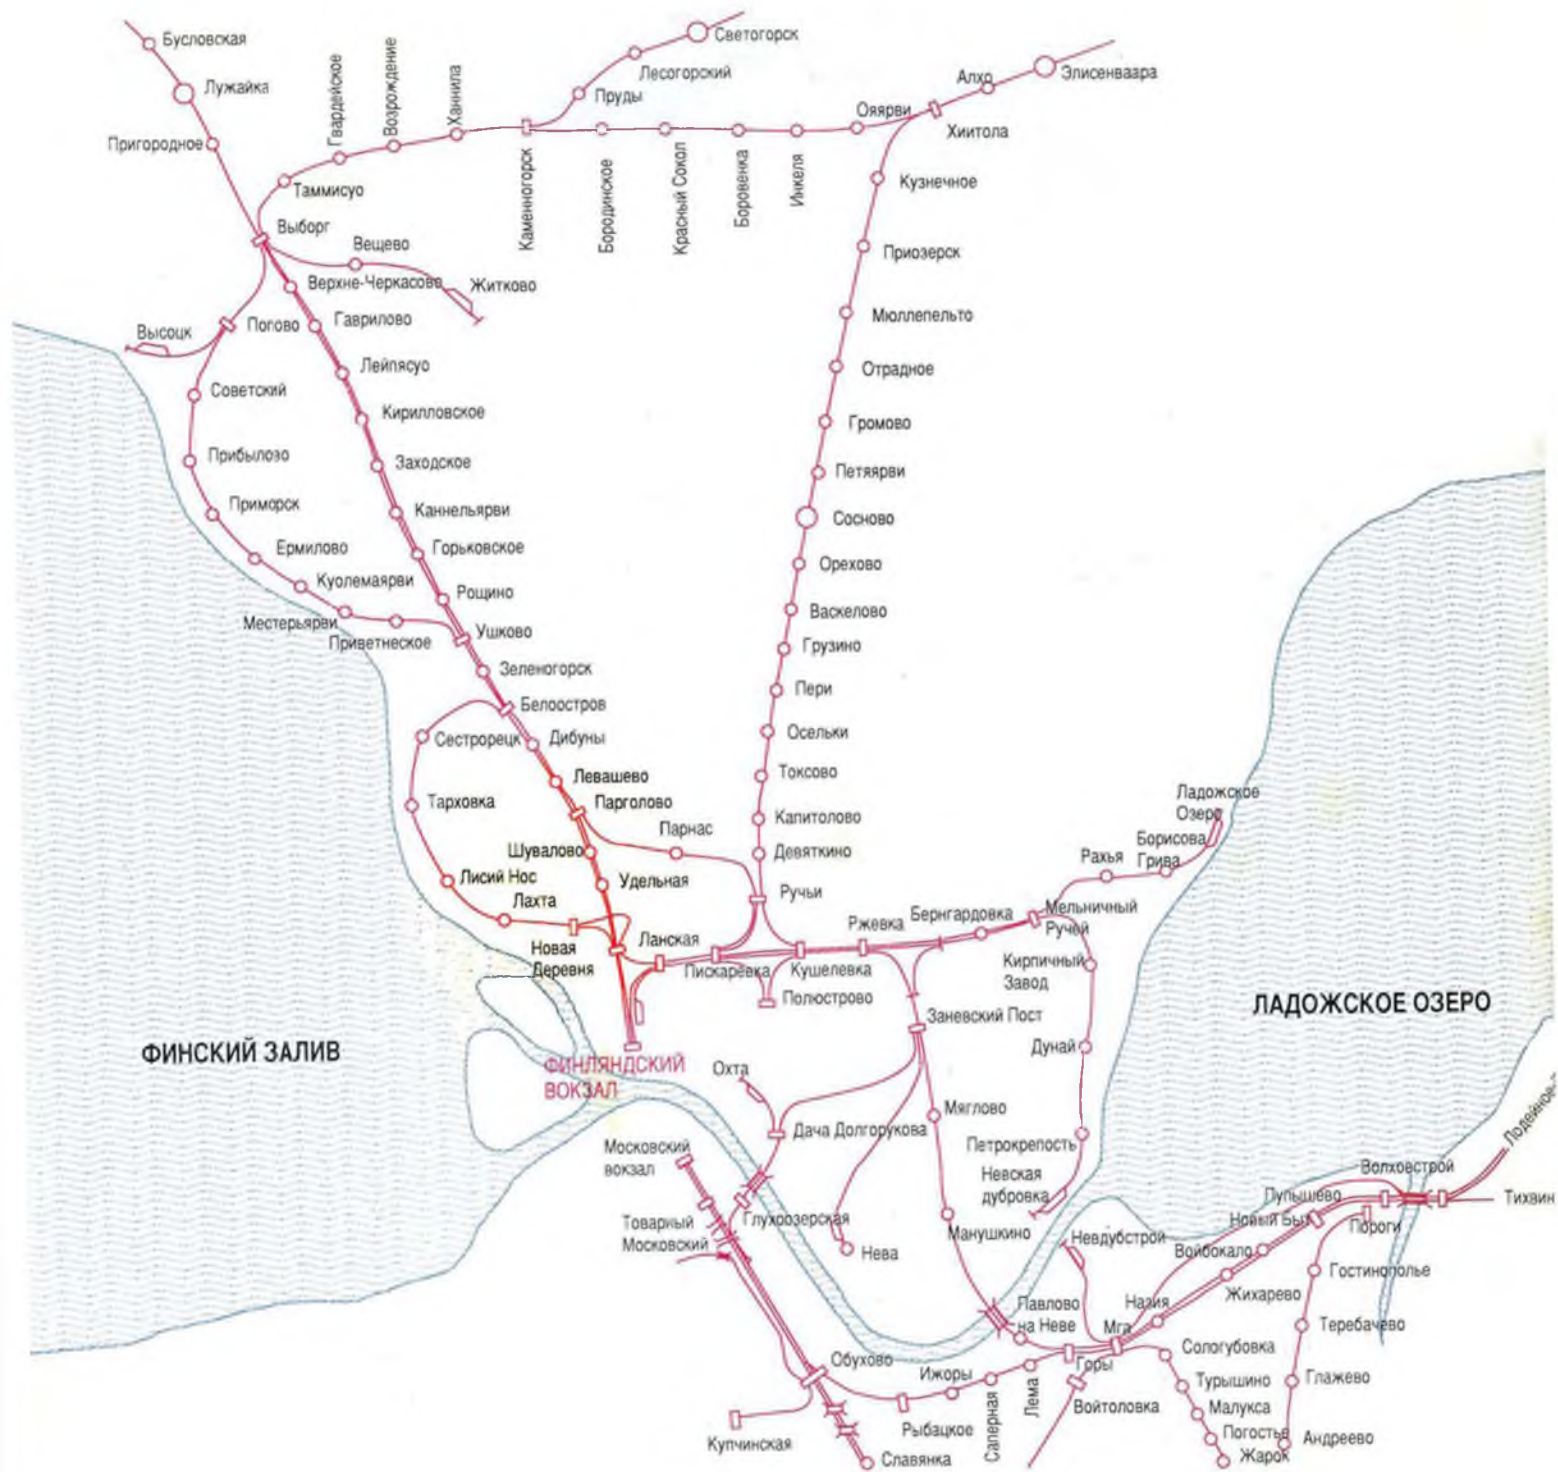 Бусловская
Светогорск
Лужайка
Лесогорский
Алхо
Элисенваара
Пруды
Гвардейское
Возрождение
Ханнила
Ояярви
Хиитола
Пригородное
Таммисуо
Каменногорск
Бородинское
Красный Сокол
Боровенка
Инкеля
Кузнечное
Выборг
Вещево
Приозерск
Верхне-Черкасово
Житково
Высоцк
Попово
Гаврилово
Мюллепельто
Лейпясуо
Отрадное
Советский
Кирилловское
Громово
Прибылово
Заходское
Петяярви
Приморск
Каннельярви
Сосново
Ермилово
Горьковское
Орехово
Куолемаярви
Рощино
Васкелово
Местерьярви
Приветнеское
Ушково
Грузино
Зеленогорск
Пери
Белоостров
Сестрорецк
Дибуны
Осельки
Левашево
Токсово
Тарховка
Парголово
Ладожское
Озеро
Капитолово
Парнас
Борисова
Грива
Шувалово
Девяткино
Рахья
Лисий Нос
Удельная
Ручьи
Лахта
Ржевка
Бернгардовка
Мельничный
Ручей
Новая
Деревня
Ланская
Пискаревка
Кушелевка
Кирпичный
Завод
Полюстрово
ЛАДОЖСКОЕ ОЗЕРО
Заневский Пост
ФИНСКИЙ ЗАЛИВ
Дунай
ФИНЛЯНДСКИЙ
ВОКЗАЛ
Охта
Мяглово
Дача Долгорукова
Петрокрепость
Московский
вокзал
Невская
дубровка
Волховстрой
Лодейное-
Пупышево
Тихвин
Товарный
Московский
Глухоозерская
Манушкино
Новый Быт
Пороги
Нева
Невдубстрой
Войбокало
Гостинополье
Жихарево
Павлово
на Неве
Назия
Мга
Теребачево
Обухово
Ижоры
Горы
Сологубовка
Саперная
Лема
Турышино
Глажево
Войтоловка
Малукса
Рыбацкое
Погостье
Андреево
Купчинская
Славянка
Жарок